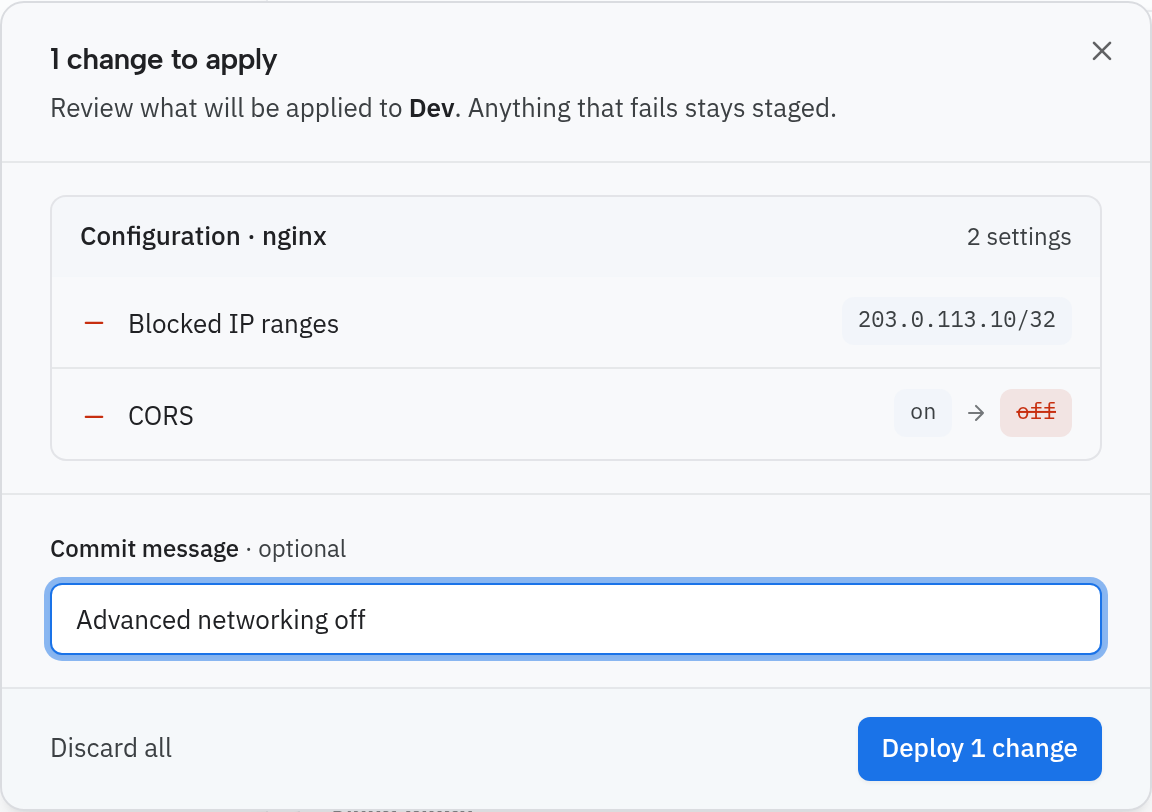 1 change to apply
Review what will be applied to Dev. Anything that fails stays staged.
Configuration · nginx 2 settings
— Blocked IP ranges 203.0.113.10/32
— CORS on → off
Commit message · optional
Advanced networking off
Discard all Deploy 1 change